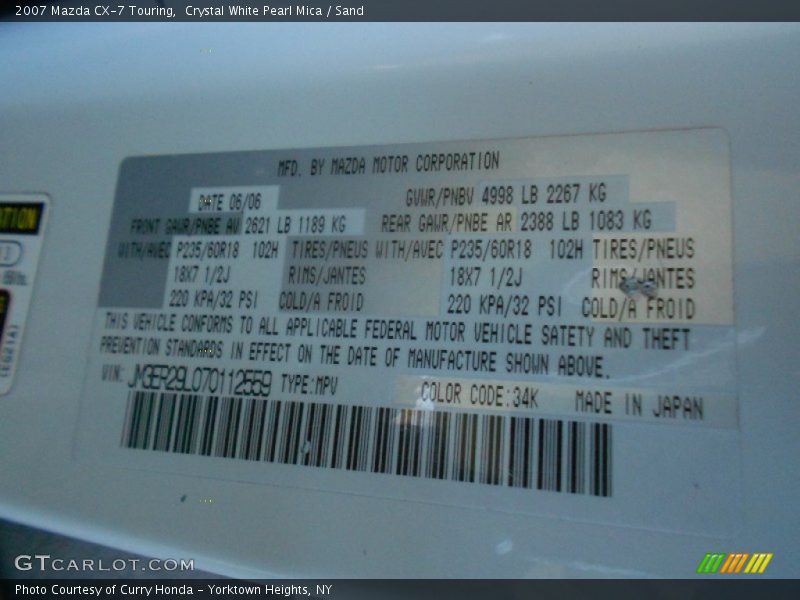 2007 Mazda CX-7 Touring, Crystal White Pearl Mica / Sand
MFD. BY MAZDA MOTOR CORPORATION
DATE 06/06 GVWR/PNBV 4998 LB 2267 KG
FRONT GAWR/PNBE AV 2621 LB 1189 KG REAR GAWR/PNBE AR 2388 LB 1083 KG
WITH/AVEC P235/60R18 102H TIRES/PNEUS WITH/AVEC P235/60R18 102H TIRES/PNEUS
18X7 1/2J RIMS/JANTES 18X7 1/2J RIMS/JANTES
220 KPA/32 PSI COLD/A FROID 220 KPA/32 PSI COLD/A FROID
THIS VEHICLE CONFORMS TO ALL APPLICABLE FEDERAL MOTOR VEHICLE SATETY AND THEFT
PREVENTION STANDARDS IN EFFECT ON THE DATE OF MANUFACTURE SHOWN ABOVE.
VIN: JM3ER29L070112559 TYPE:MPV COLOR CODE:34K MADE IN JAPAN
(E621A)
GTCARLOT.COM
Photo Courtesy of Curry Honda - Yorktown Heights, NY